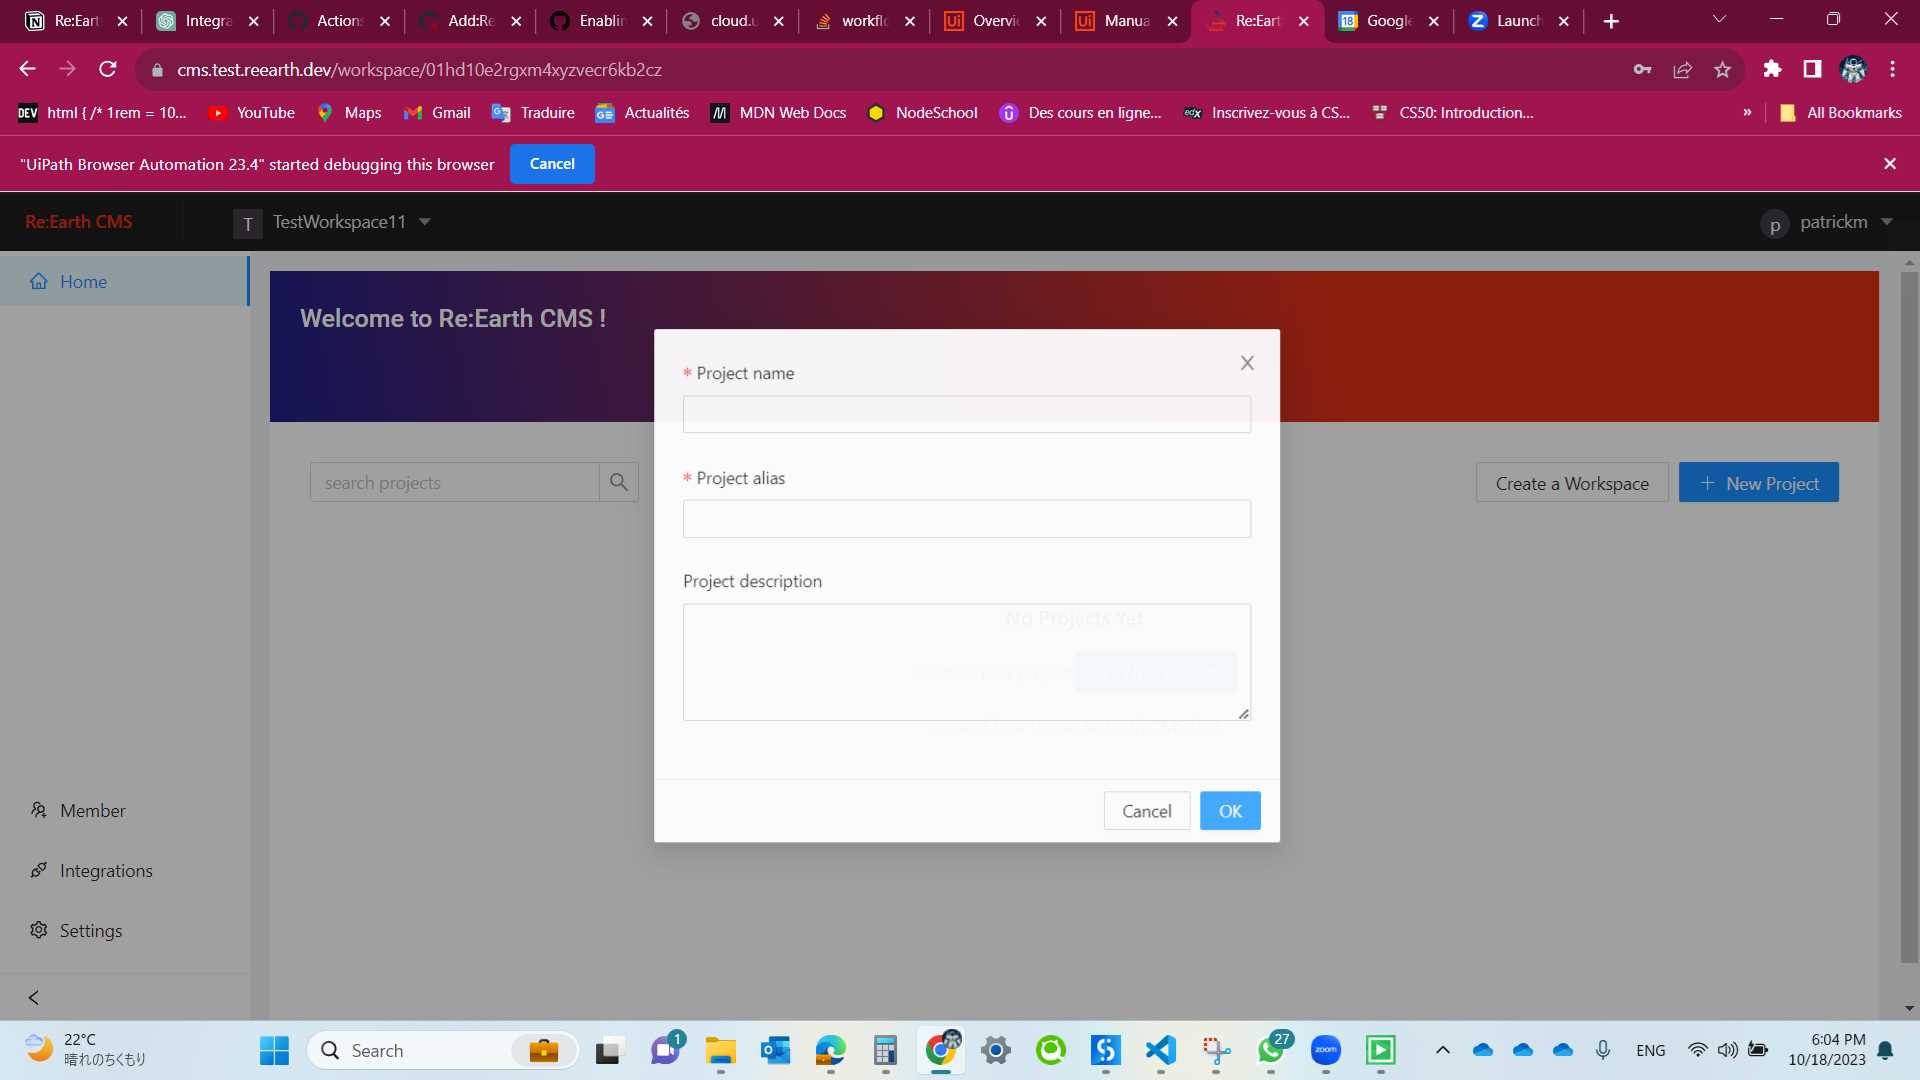 Re:Eart
Integra
Actions
Add:Re
Enablin
cloud.u
workflo
Overvie
Manua
Re:Eart
Google
Launch
cms.test.reearth.dev/workspace/01hd10e2rgxm4xyzvecr6kb2cz
html { /* 1rem = 10...
YouTube
Maps
Gmail
Traduire
Actualités
MDN Web Docs
NodeSchool
Des cours en ligne...
Inscrivez-vous à CS...
CS50: Introduction...
»
All Bookmarks
"UiPath Browser Automation 23.4" started debugging this browser
Cancel
Re:Earth CMS
T
TestWorkspace11
p
patrickm
Home
Welcome to Re:Earth CMS !
* Project name
search projects
* Project alias
Create a Workspace
+ New Project
Project description
No Projects Yet
Member
Cancel
OK
Integrations
Settings
22°C
晴れのちくもり
Search
1
27
zoom
ENG
6:04 PM
10/18/2023